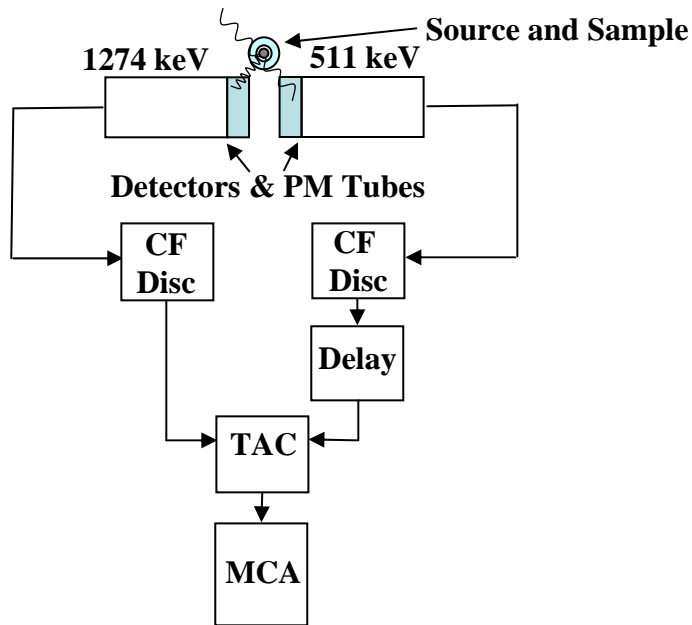 Source and Sample
1274 keV
511 keV
Detectors & PM Tubes
CF
Disc
CF
Disc
Delay
TAC
MCA